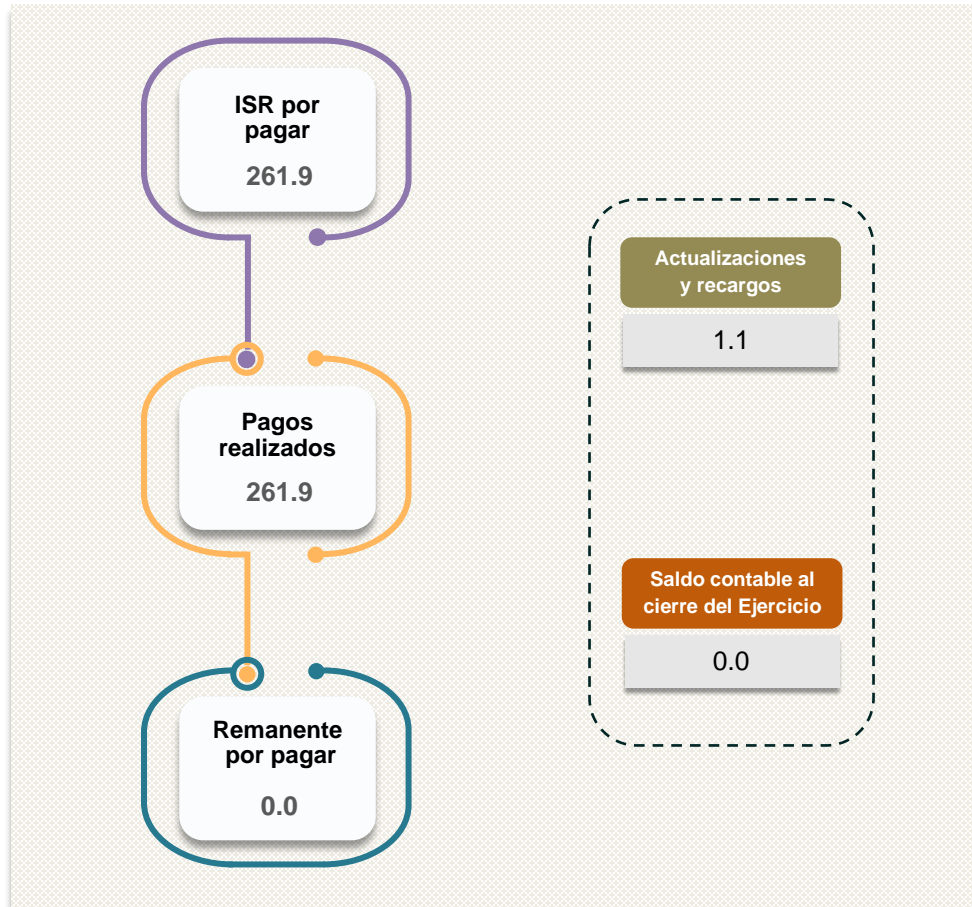 ISR por
pagar
261.9
Pagos
realizados
261.9
Remanente
por pagar
0.0
Actualizaciones
y recargos
1.1
Saldo contable al
cierre del Ejercicio
0.0